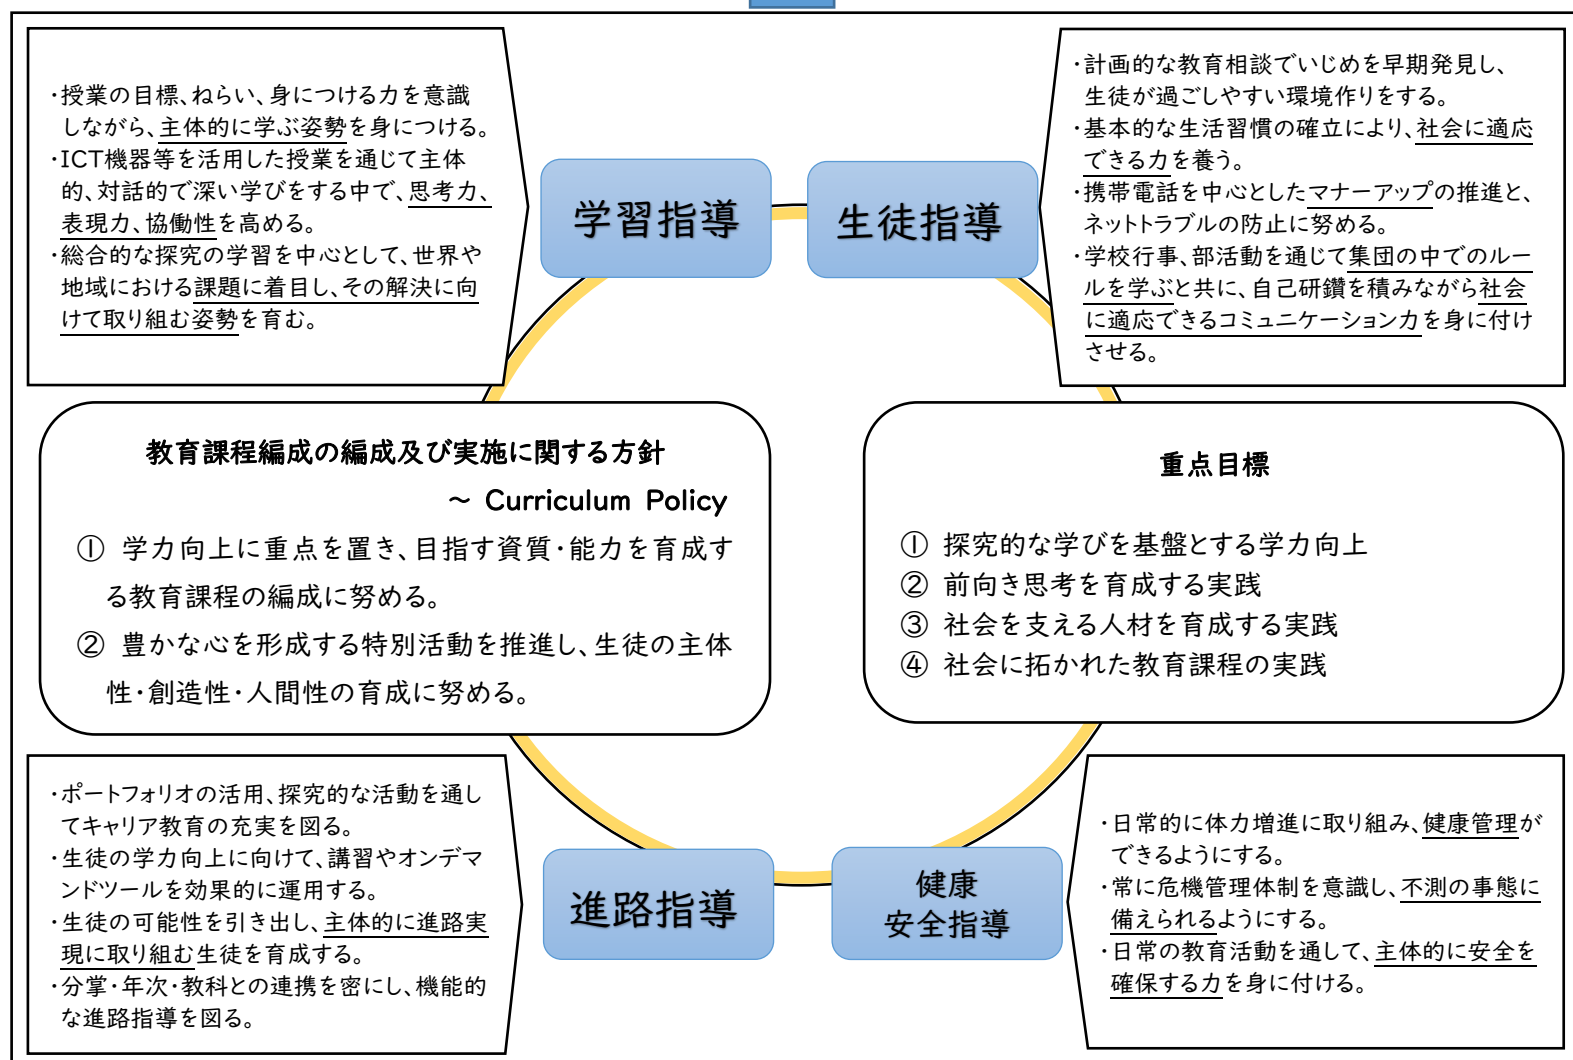 ・授業の目標、ねらい、身につける力を意識
しながら、主体的に学ぶ姿勢を身につける。
・ICT機器等を活用した授業を通じて主体
的、対話的で深い学びをする中で、思考力、
表現力、協働性を高める。
・総合的な探究の学習を中心として、世界や
地域における課題に着目し、その解決に向
けて取り組む姿勢を育む。
学習指導
生徒指導
・計画的な教育相談でいじめを早期発見し、
生徒が過ごしやすい環境作りをする。
・基本的な生活習慣の確立により、社会に適応
できる力を養う。
・携帯電話を中心としたマナーアップの推進と、
ネットトラブルの防止に努める。
・学校行事、部活動を通じて集団の中でのルー
ルを学ぶと共に、自己研鑽を積みながら社会
に適応できるコミュニケーション力を身に付け
させる。
教育課程編成の編成及び実施に関する方針
～ Curriculum Policy
① 学力向上に重点を置き、目指す資質・能力を育成す
る教育課程の編成に努める。
② 豊かな心を形成する特別活動を推進し、生徒の主体
性・創造性・人間性の育成に努める。
重点目標
① 探究的な学びを基盤とする学力向上
② 前向き思考を育成する実践
③ 社会を支える人材を育成する実践
④ 社会に拓かれた教育課程の実践
・ポートフォリオの活用、探究的な活動を通し
てキャリア教育の充実を図る。
・生徒の学力向上に向けて、講習やオンデマ
ンドツールを効果的に運用する。
・生徒の可能性を引き出し、主体的に進路実
現に取り組む生徒を育成する。
・分掌・年次・教科との連携を密にし、機能的
な進路指導を図る。
進路指導
健康
安全指導
・日常的に体力増進に取り組み、健康管理が
できるようにする。
・常に危機管理体制を意識し、不測の事態に
備えられるようにする。
・日常の教育活動を通して、主体的に安全を
確保する力を身に付ける。